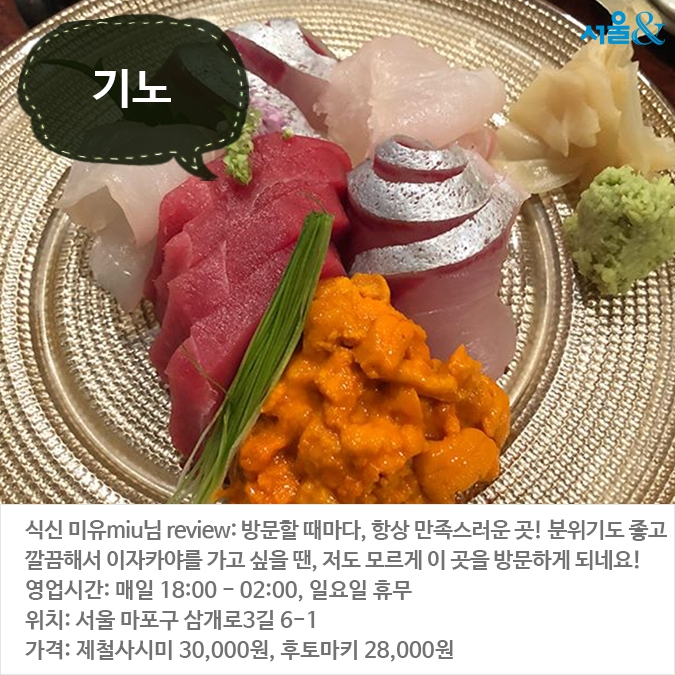 서울&
기노
식신 미유miu님 review: 방문할 때마다, 항상 만족스러운 곳! 분위기도 좋고
깔끔해서 이자카야를 가고 싶을 땐, 저도 모르게 이 곳을 방문하게 되네요!
영업시간: 매일 18:00 - 02:00, 일요일 휴무
위치: 서울 마포구 삼개로3길 6-1
가격: 제철사시미 30,000원, 후토마키 28,000원